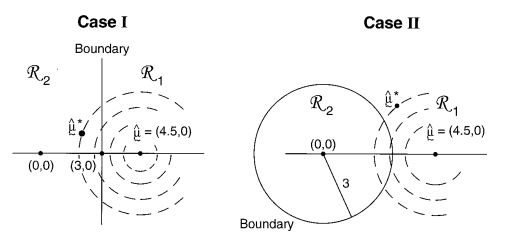 Case I
Boundary
ℛ₂
ℛ₁
μ̂*
μ̂ = (4.5,0)
(0,0)
(3,0)
Case II
ℛ₂
μ̂*
ℛ₁
(0,0)
μ̂ = (4.5,0)
3
Boundary